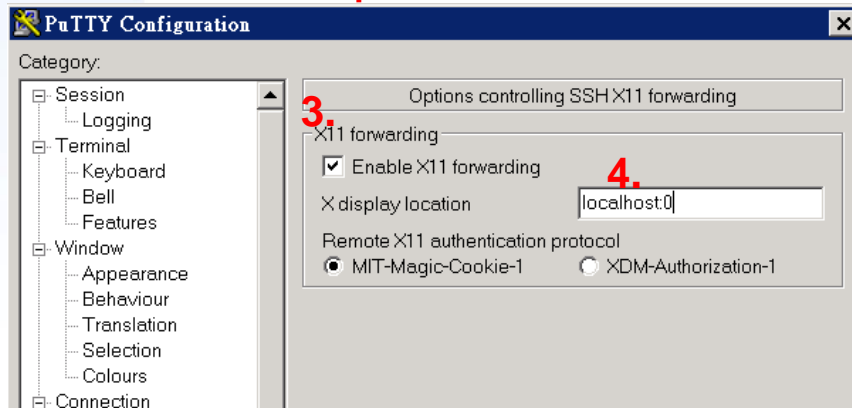 PuTTY Configuration
Category:
Session
Logging
Terminal
Keyboard
Bell
Features
Window
Appearance
Behaviour
Translation
Selection
Colours
Connection
Options controlling SSH X11 forwarding
3.
X11 forwarding
Enable X11 forwarding
4.
X display location localhost:0
Remote X11 authentication protocol
MIT-Magic-Cookie-1 XDM-Authorization-1